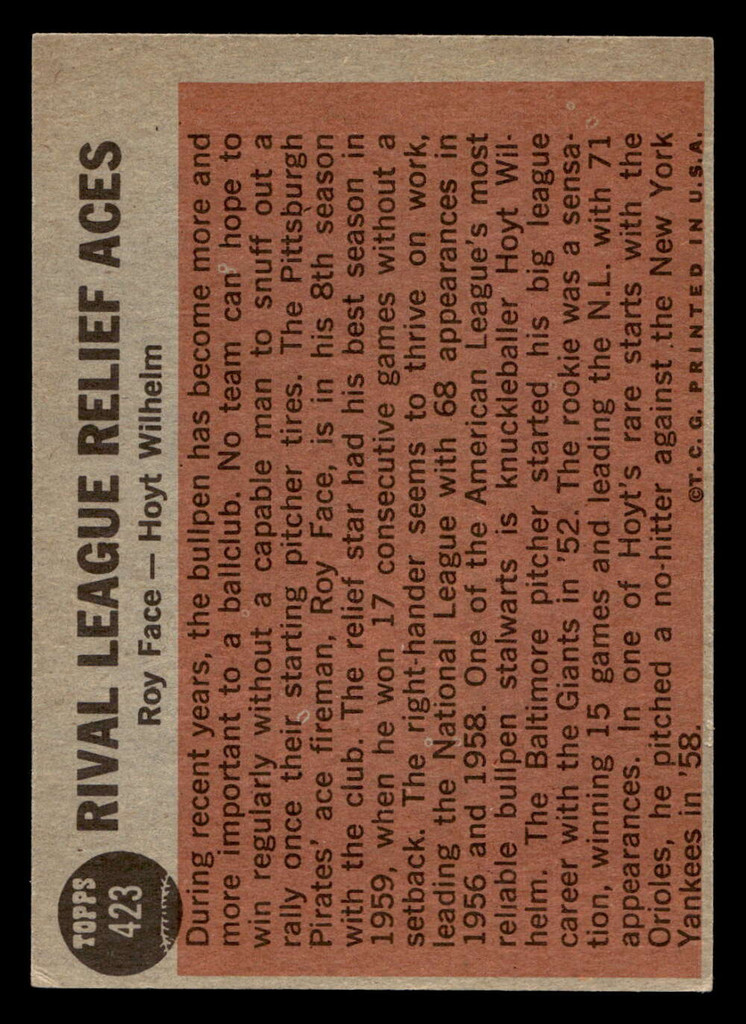 TOPPS
423
RIVAL LEAGUE RELIEF ACES
Roy Face — Hoyt Wilhelm
During recent years, the bullpen has become more and
more important to a ballclub. No team can hope to
win regularly without a capable man to snuff out a
rally once their starting pitcher tires. The Pittsburgh
Pirates' ace fireman, Roy Face, is in his 8th season
with the club. The relief star had his best season in
1959, when he won 17 consecutive games without a
setback. The right-hander seems to thrive on work,
leading the National League with 68 appearances in
1956 and 1958. One of the American League's most
reliable bullpen stalwarts is knuckleballer Hoyt Wil-
helm. The Baltimore pitcher started his big league
career with the Giants in '52. The rookie was a sensa-
tion, winning 15 games and leading the N.L. with 71
appearances. In one of Hoyt's rare starts with the
Orioles, he pitched a no-hitter against the New York
Yankees in '58.
©T. C. G. PRINTED IN U.S.A.